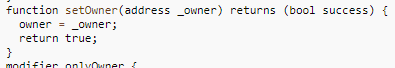 function setOwner(address _owner) returns (bool success) {
  owner = _owner;
  return true;
}
modifier onlyOwner {